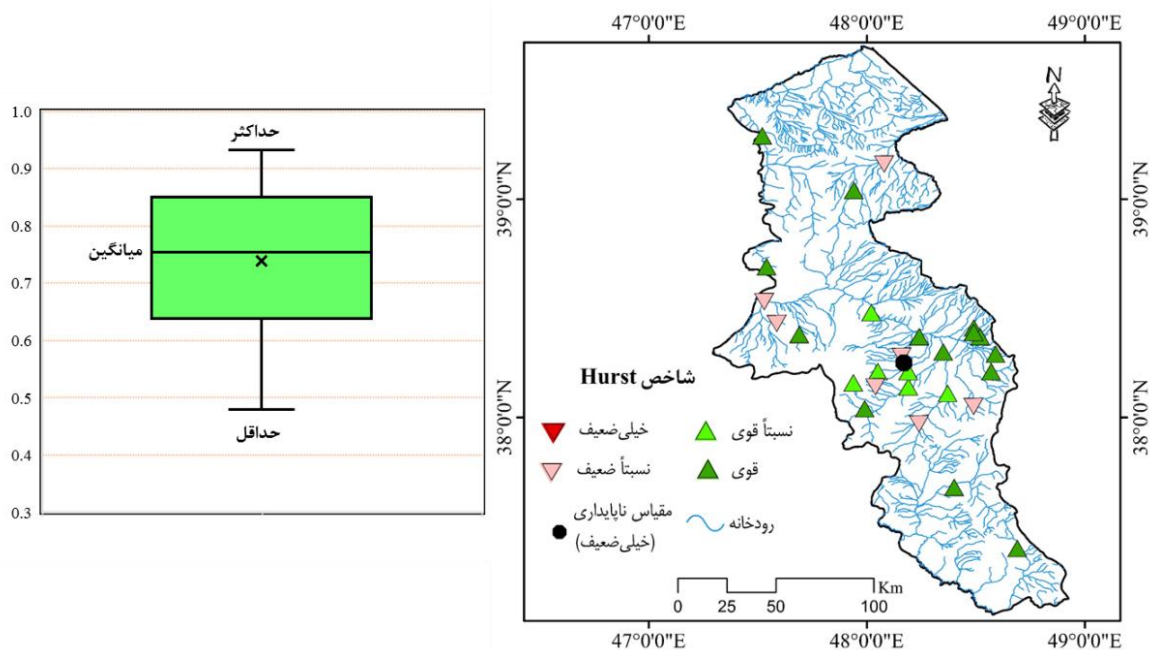 1.0
0.9
0.8
0.7
0.6
0.5
0.4
0.3
حداکثر
میانگین
حداقل
47°0'0"E 48°0'0"E 49°0'0"E
39°0'0"N 39°0'0"N
38°0'0"N 38°0'0"N
N
شاخص Hurst
خیلی‌ضعیف
نسبتاً قوی
نسبتاً ضعیف
قوی
مقیاس ناپایداری
(خیلی‌ضعیف)
رودخانه
Km
0 25 50 100
47°0'0"E 48°0'0"E 49°0'0"E